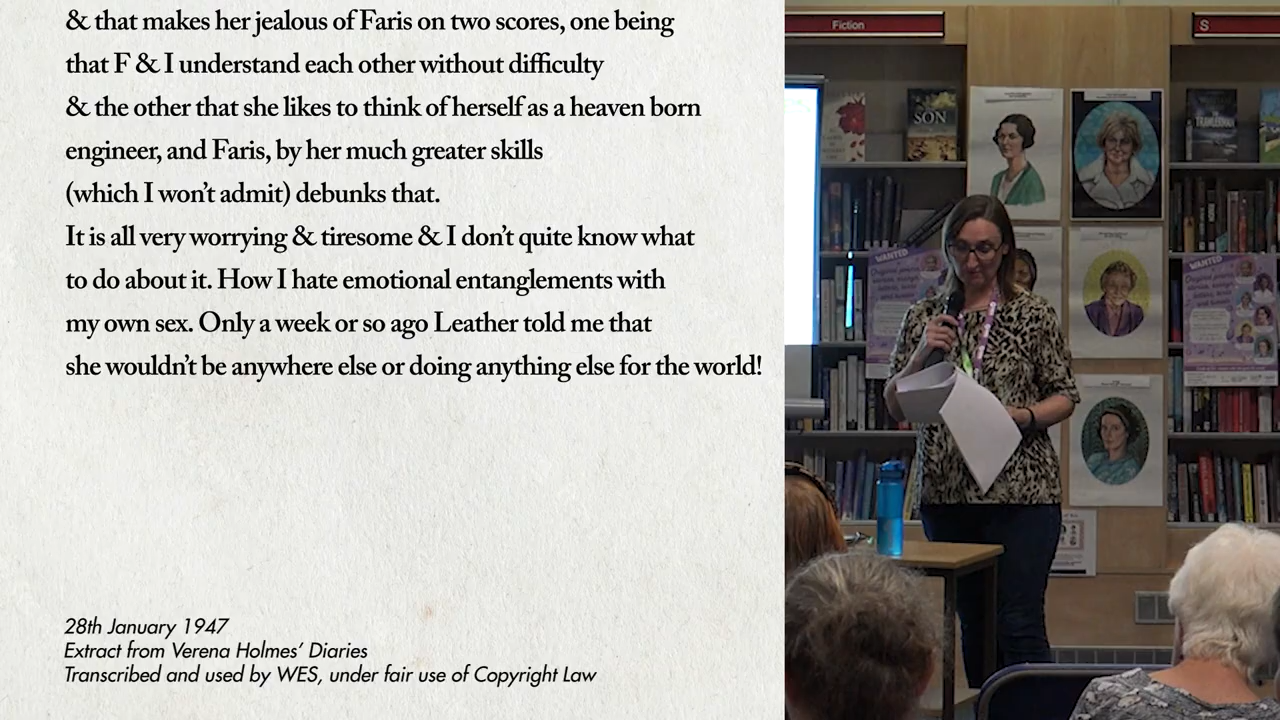 & that makes her jealous of Faris on two scores, one being
that F & I understand each other without difficulty
& the other that she likes to think of herself as a heaven born
engineer, and Faris, by her much greater skills
(which I won't admit) debunks that.
It is all very worrying & tiresome & I don't quite know what
to do about it. How I hate emotional entanglements with
my own sex. Only a week or so ago Leather told me that
she wouldn't be anywhere else or doing anything else for the world!
28th January 1947
Extract from Verena Holmes' Diaries
Transcribed and used by WES, under fair use of Copyright Law
Fiction
S
SON
WANTED
WANTED